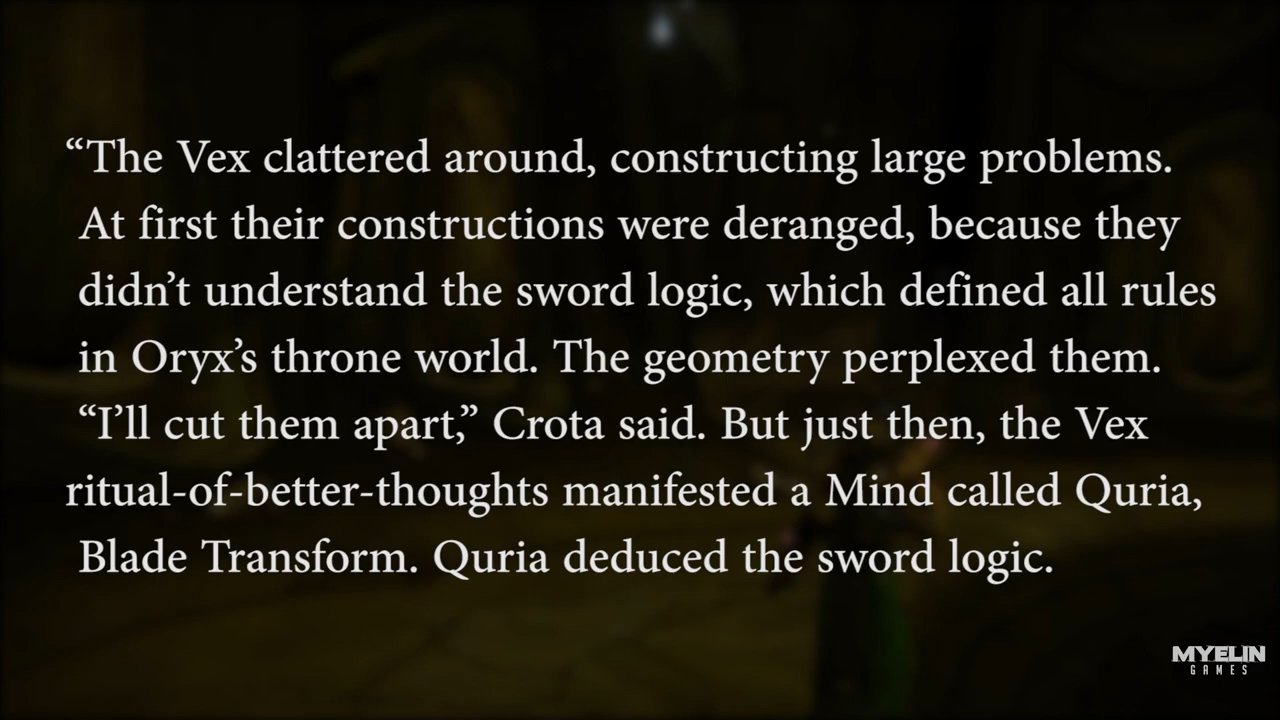 “The Vex clattered around, constructing large problems.
At first their constructions were deranged, because they
didn’t understand the sword logic, which defined all rules
in Oryx’s throne world. The geometry perplexed them.
“I’ll cut them apart,” Crota said. But just then, the Vex
ritual-of-better-thoughts manifested a Mind called Quria,
Blade Transform. Quria deduced the sword logic.
MYELIN
GAMES